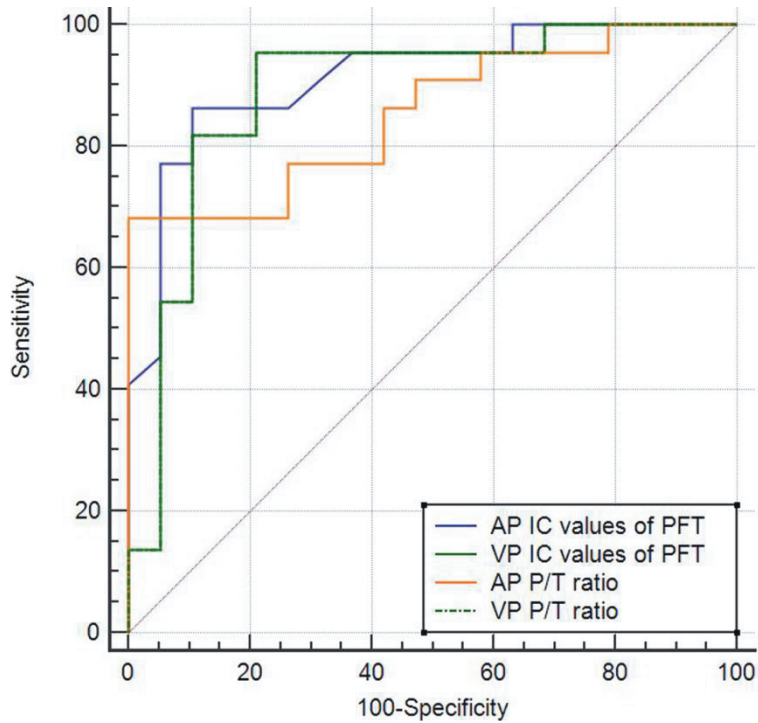 100
80
60
40
20
0
Sensitivity
0 20 40 60 80 100
100-Specificity
AP IC values of PFT
VP IC values of PFT
AP P/T ratio
VP P/T ratio